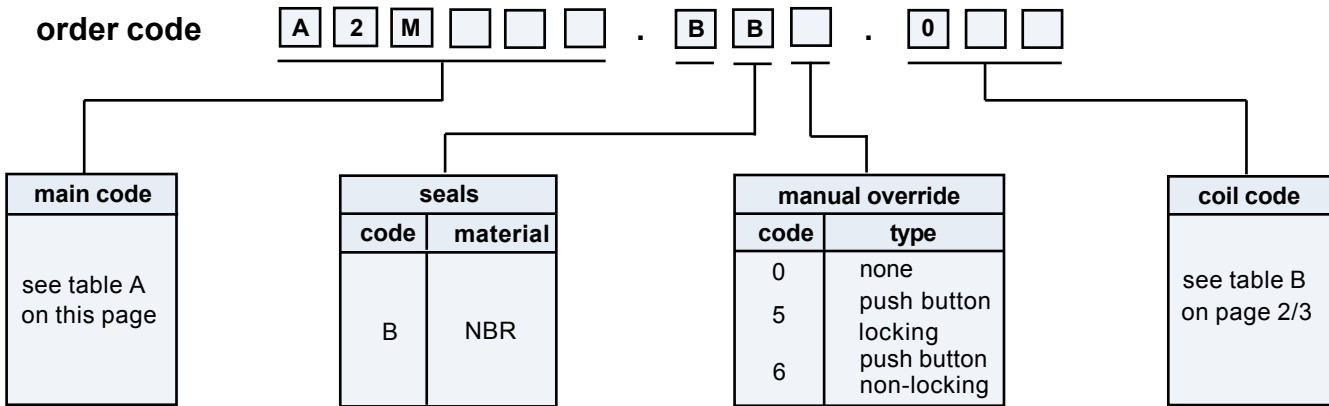 order code A 2 M . B B . 0
main code
see table A
on this page
seals
code material
B NBR
manual override
code type
0 none
5 push button
locking
6 push button
non-locking
coil code
see table B
on page 2/3